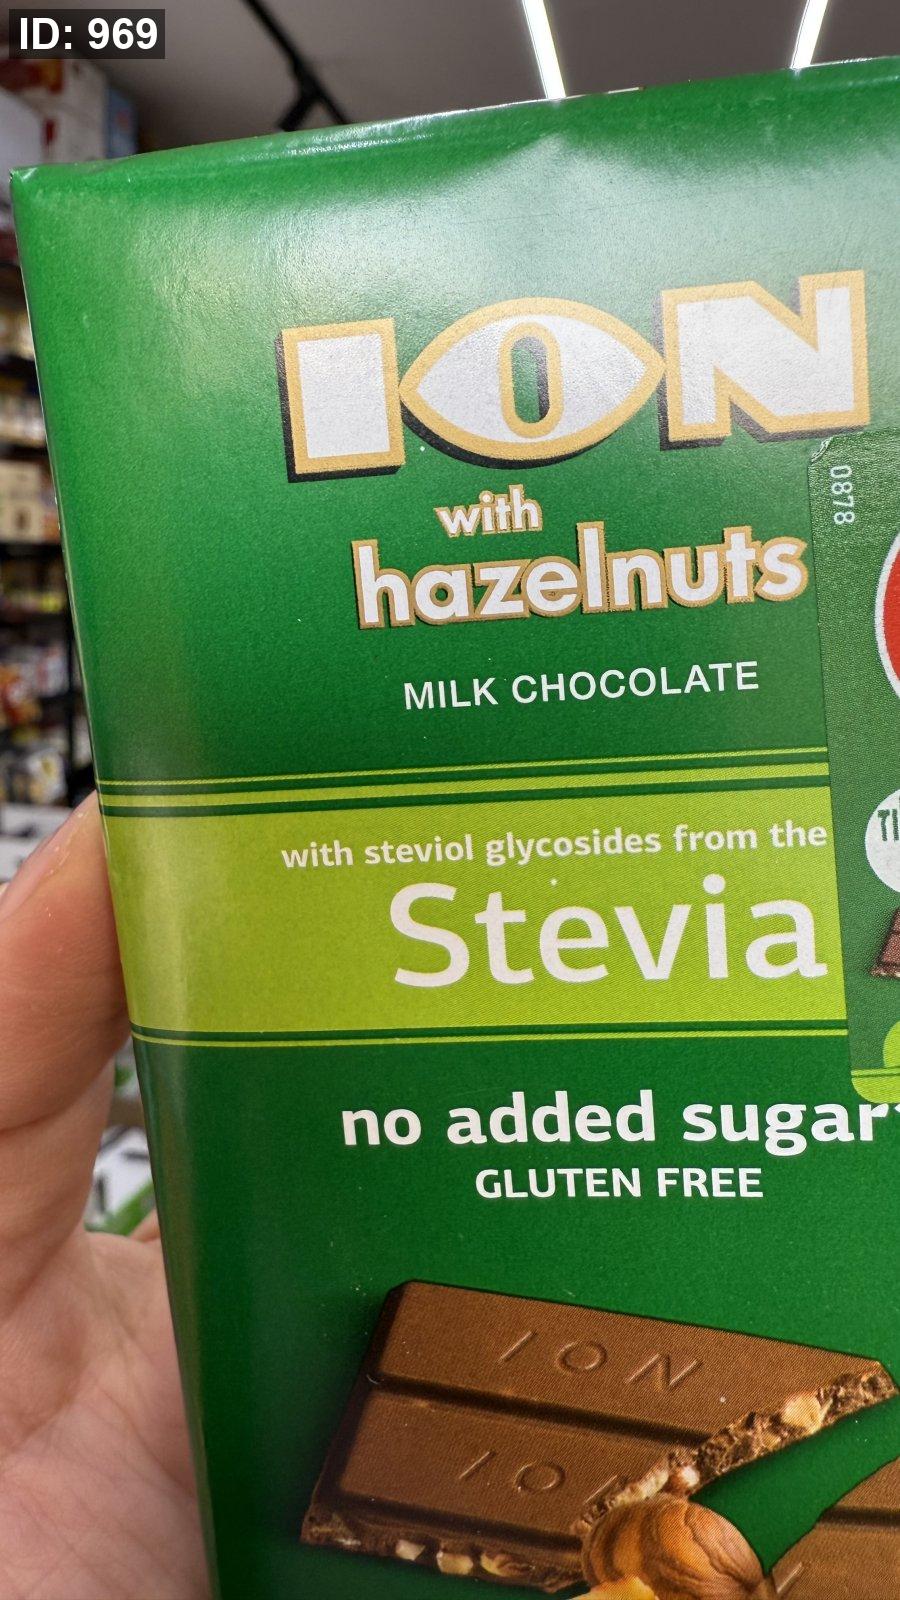 ID: 969
ION
with
hazelnuts
MILK CHOCOLATE
0878
with steviol glycosides from the
Stevia
no added sugar
GLUTEN FREE
ION
ION